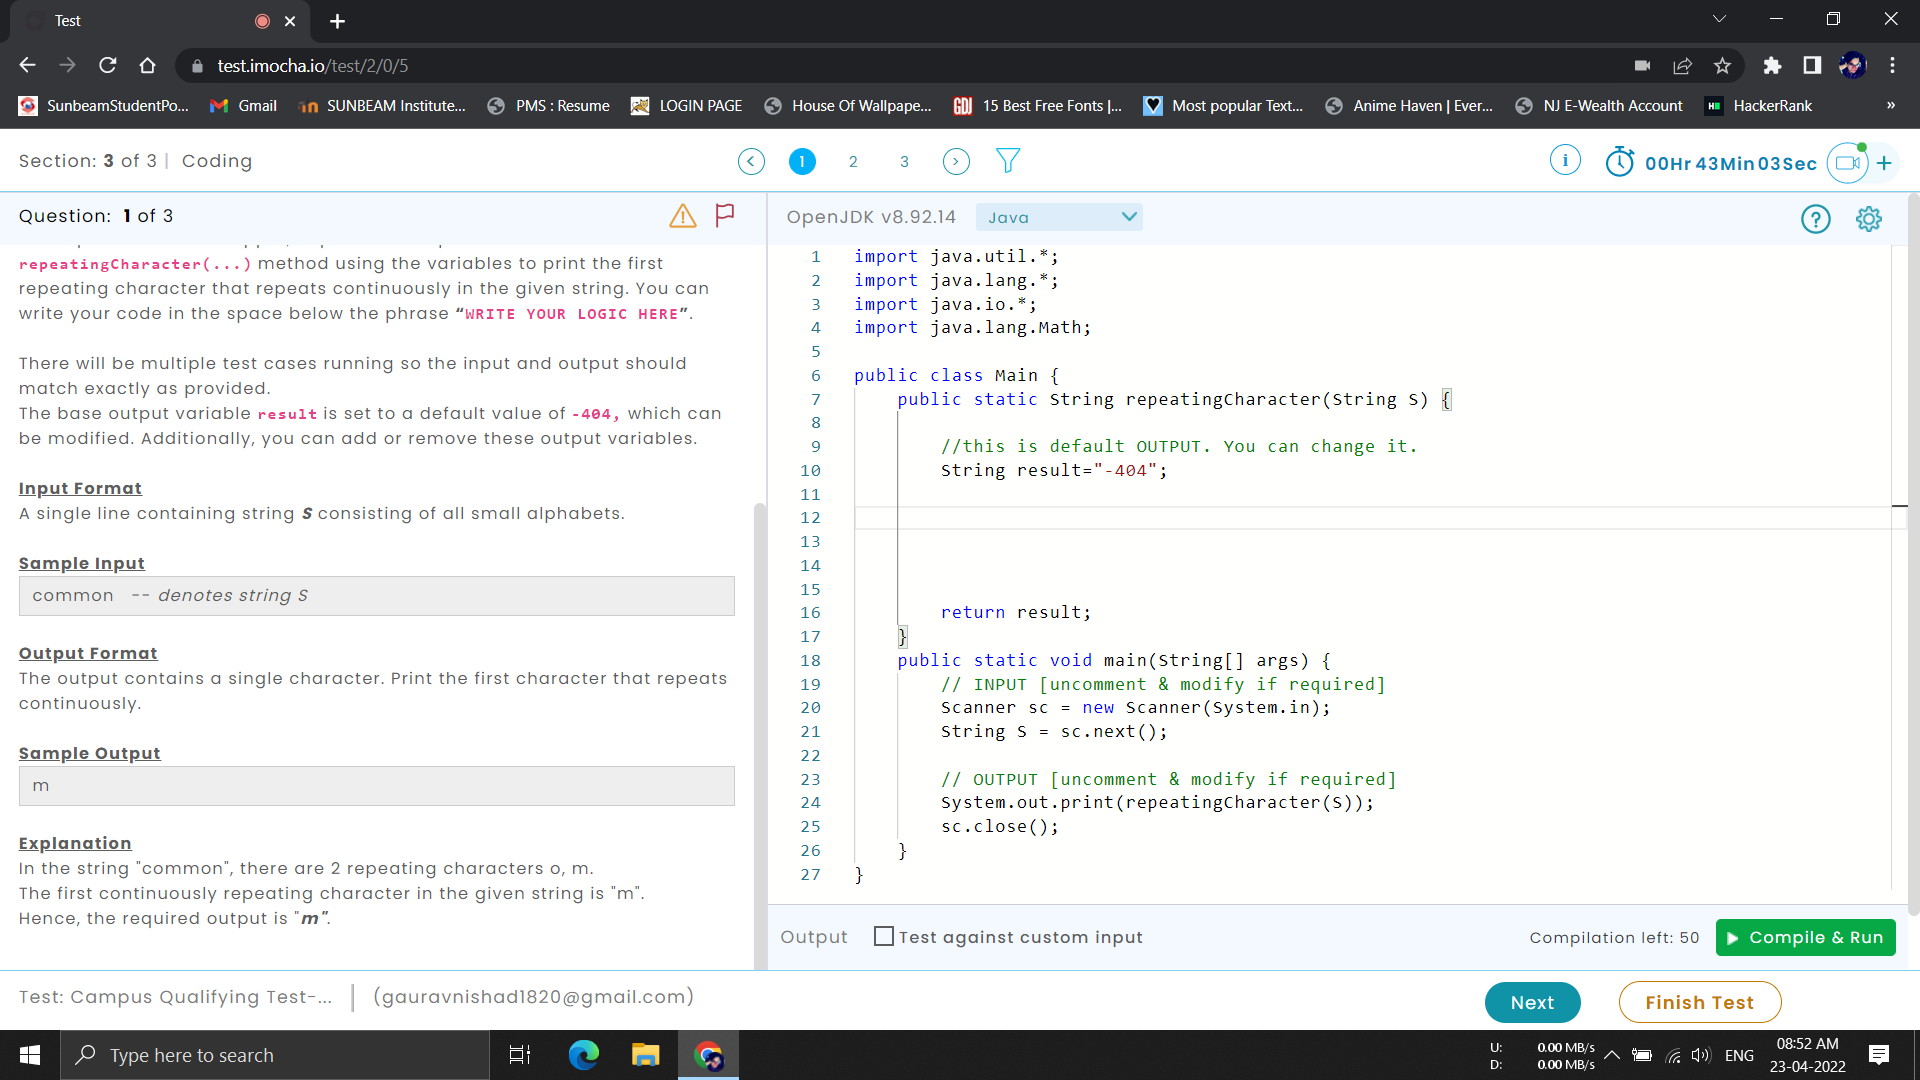 Test
test.imocha.io/test/2/0/5
SunbeamStudentPo... Gmail SUNBEAM Institute... PMS : Resume LOGIN PAGE House Of Wallpape... GDJ 15 Best Free Fonts |... Most popular Text... Anime Haven | Ever... NJ E-Wealth Account HackerRank »
Section: 3 of 3 | Coding
1 2 3
i 00Hr 43Min 03Sec +
Question: 1 of 3
OpenJDK v8.92.14 Java
repeatingCharacter(...) method using the variables to print the first
repeating character that repeats continuously in the given string. You can
write your code in the space below the phrase “WRITE YOUR LOGIC HERE”.
There will be multiple test cases running so the input and output should
match exactly as provided.
The base output variable result is set to a default value of -404, which can
be modified. Additionally, you can add or remove these output variables.
Input Format
A single line containing string S consisting of all small alphabets.
Sample Input
common -- denotes string S
Output Format
The output contains a single character. Print the first character that repeats
continuously.
Sample Output
m
Explanation
In the string "common", there are 2 repeating characters o, m.
The first continuously repeating character in the given string is "m".
Hence, the required output is "m".
1 import java.util.*;
2 import java.lang.*;
3 import java.io.*;
4 import java.lang.Math;
5
6 public class Main {
7 public static String repeatingCharacter(String S) {
8
9 //this is default OUTPUT. You can change it.
10 String result="-404";
11
12
13
14
15
16 return result;
17 }
18 public static void main(String[] args) {
19 // INPUT [uncomment & modify if required]
20 Scanner sc = new Scanner(System.in);
21 String S = sc.next();
22
23 // OUTPUT [uncomment & modify if required]
24 System.out.print(repeatingCharacter(S));
25 sc.close();
26 }
27 }
Output Test against custom input Compilation left: 50 Compile & Run
Test: Campus Qualifying Test-... | (gauravnishad1820@gmail.com) Next Finish Test
Type here to search
U: 0.00 MB/s
D: 0.00 MB/s
ENG
08:52 AM
23-04-2022